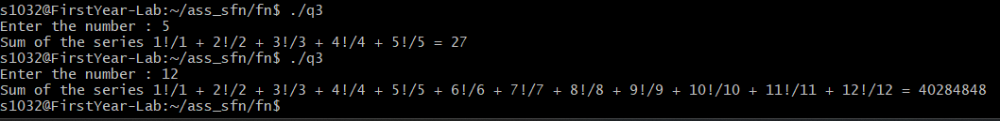 s1032@FirstYear-Lab:~/ass_sfn/fn$ ./q3
Enter the number : 5
Sum of the series 1!/1 + 2!/2 + 3!/3 + 4!/4 + 5!/5 = 27
s1032@FirstYear-Lab:~/ass_sfn/fn$ ./q3
Enter the number : 12
Sum of the series 1!/1 + 2!/2 + 3!/3 + 4!/4 + 5!/5 + 6!/6 + 7!/7 + 8!/8 + 9!/9 + 10!/10 + 11!/11 + 12!/12 = 40284848
s1032@FirstYear-Lab:~/ass_sfn/fn$